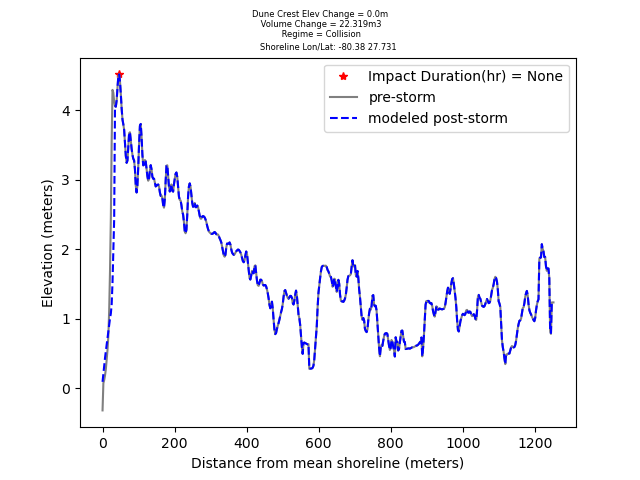 Dune Crest Elev Change = 0.0m
Volume Change = 22.319m3
Regime = Collision
Shoreline Lon/Lat: -80.38 27.731
Impact Duration(hr) = None
pre-storm
modeled post-storm
Elevation (meters)
4
3
2
1
0
0 200 400 600 800 1000 1200
Distance from mean shoreline (meters)